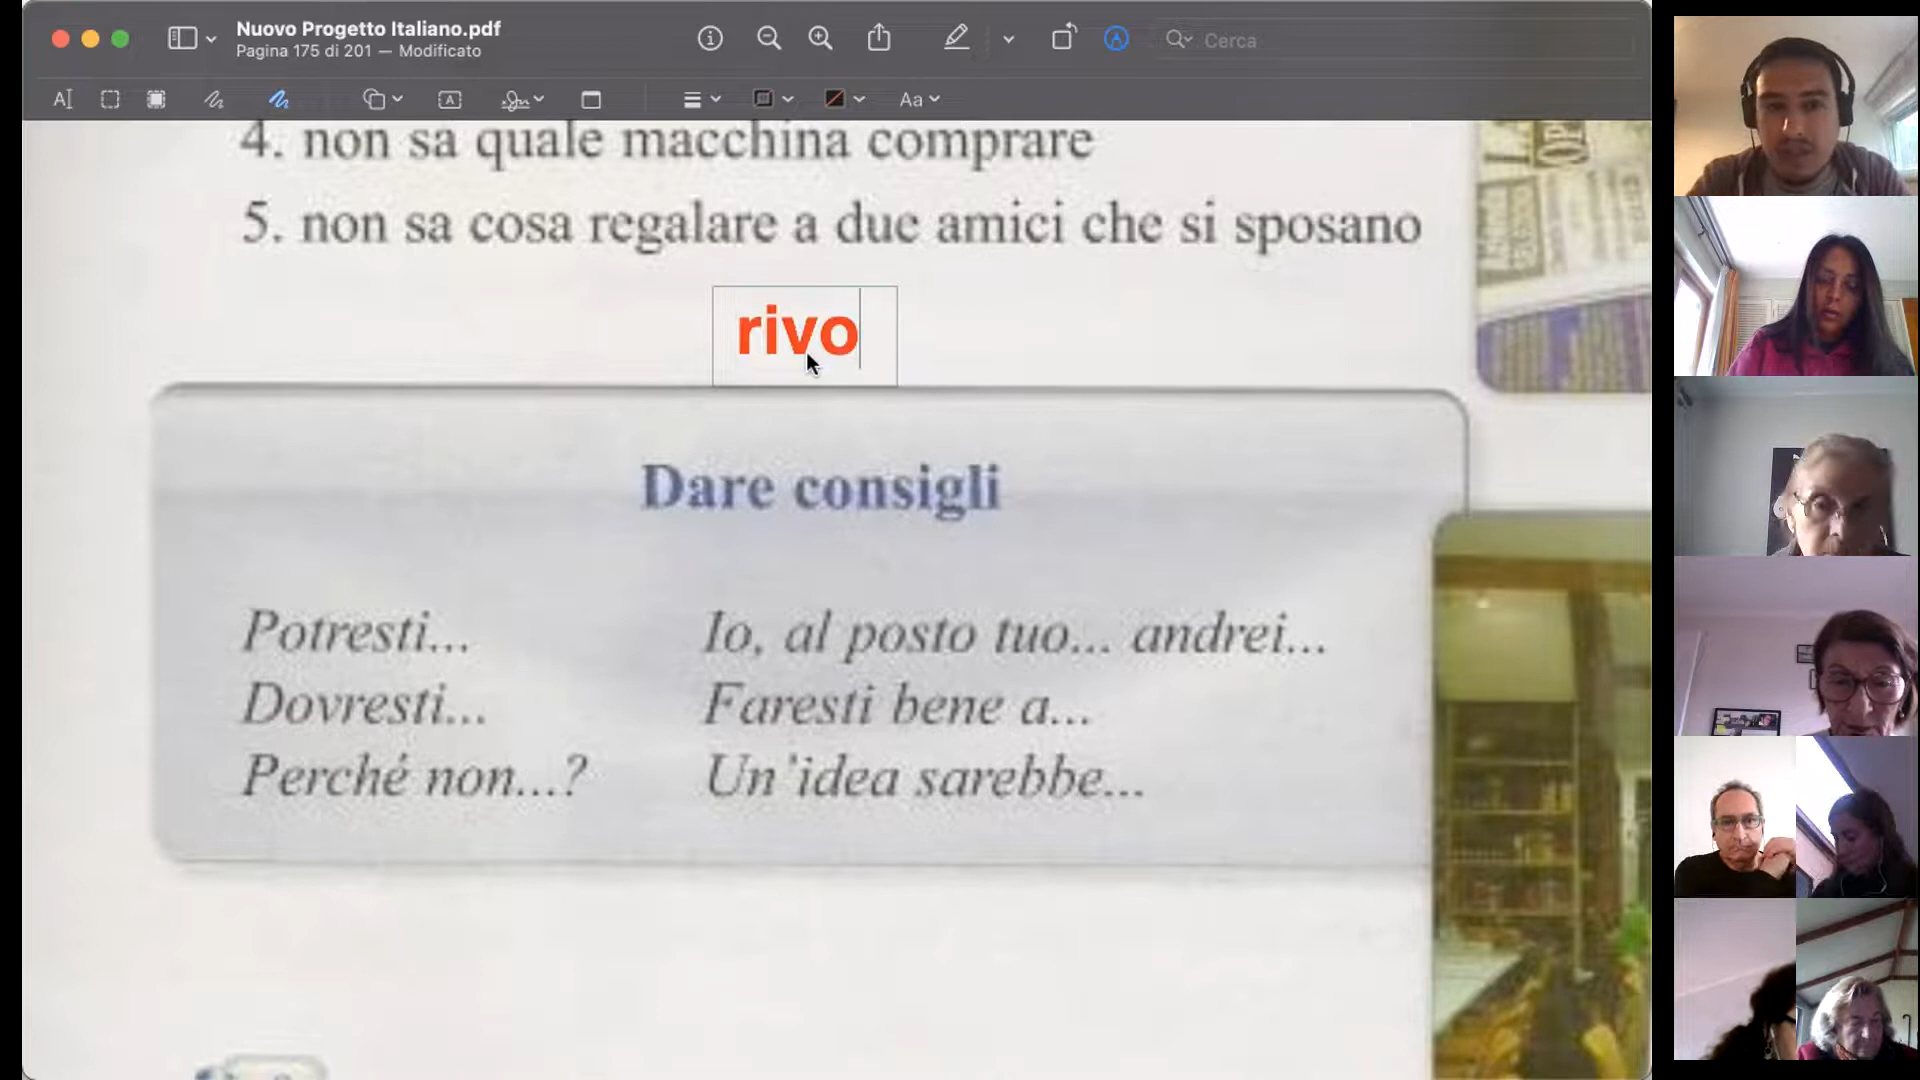 Nuovo Progetto Italiano.pdf
Pagina 175 di 201 — Modificato
Cerca
Aa
4. non sa quale macchina comprare
5. non sa cosa regalare a due amici che si sposano
rivo
Dare consigli
Potresti... Io, al posto tuo... andrei...
Dovresti... Faresti bene a...
Perché non...? Un'idea sarebbe...